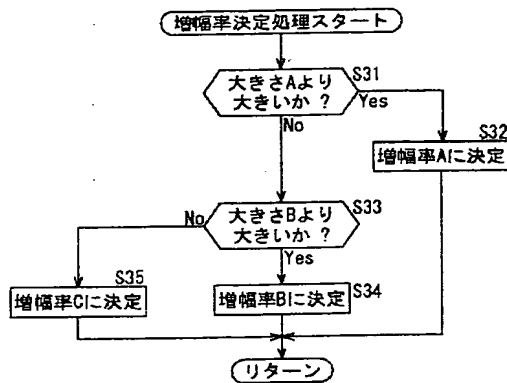 増幅率決定処理スタート
大きさAより
大きいか ?
S31
Yes
No
S32
増幅率Aに決定
大きさBより
大きいか ?
S33
No
Yes
S35
増幅率Cに決定
増幅率Bに決定
S34
リターン